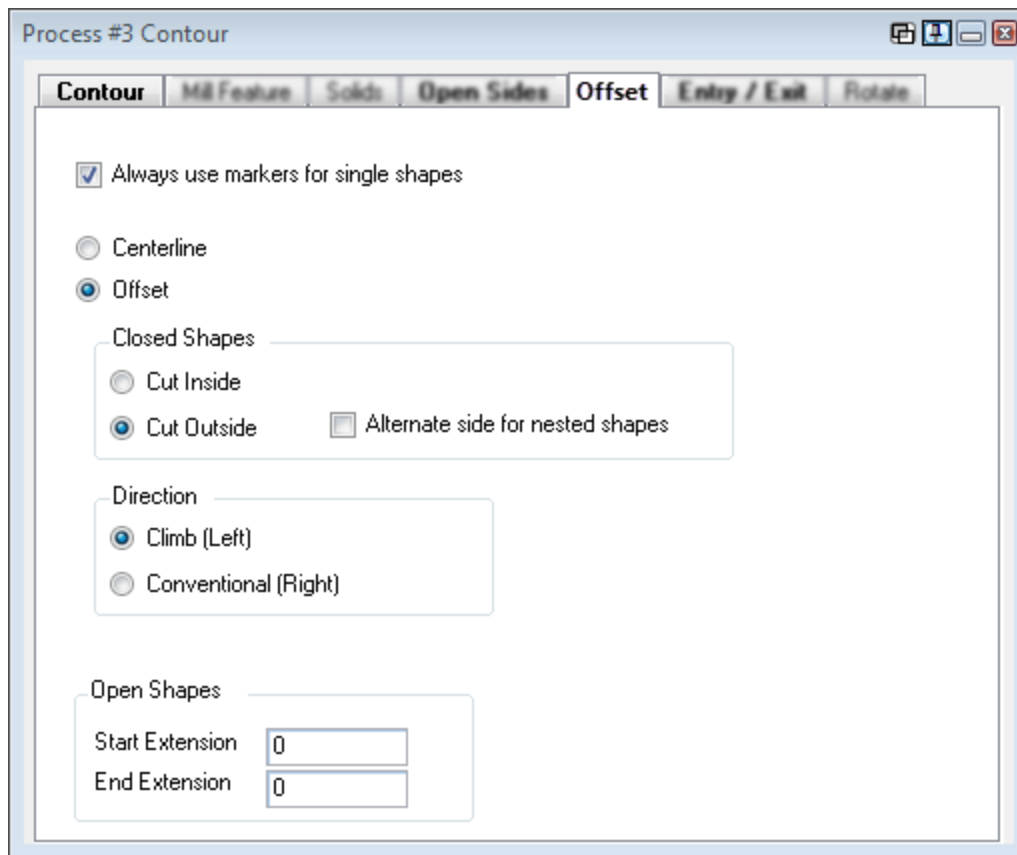 Process #3 Contour
Contour Mill Feature Solids Open Sides Offset Entry / Exit Rotate
Always use markers for single shapes
Centerline
Offset
Closed Shapes
Cut Inside
Cut Outside Alternate side for nested shapes
Direction
Climb (Left)
Conventional (Right)
Open Shapes
Start Extension 0
End Extension 0